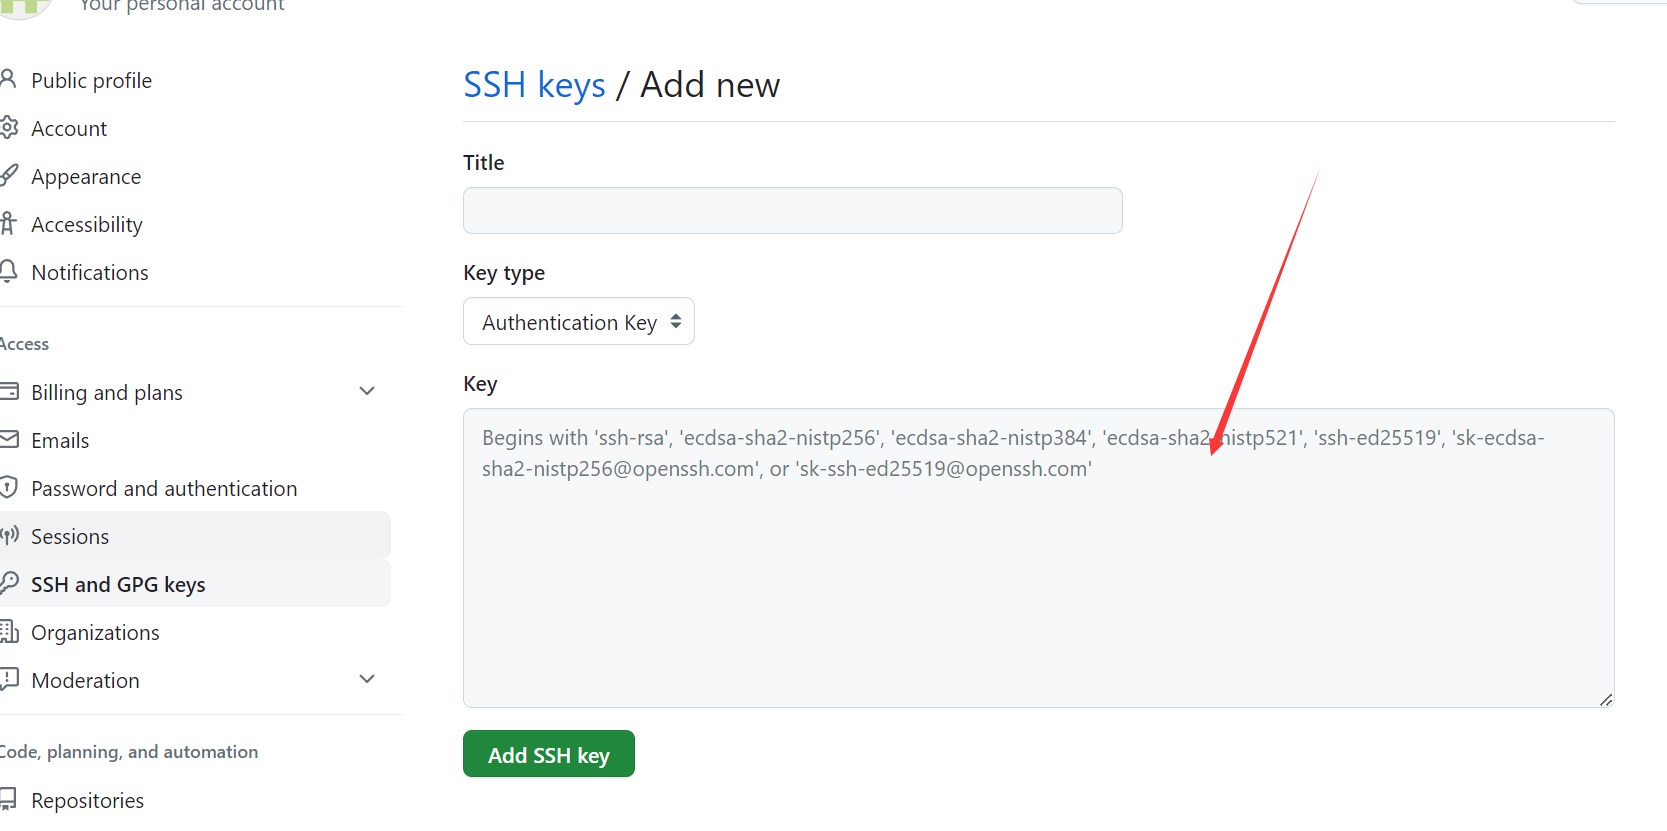 Your personal account
Public profile
Account
Appearance
Accessibility
Notifications
Access
Billing and plans
Emails
Password and authentication
Sessions
SSH and GPG keys
Organizations
Moderation
Code, planning, and automation
Repositories
SSH keys / Add new
Title
Key type
Authentication Key
Key
Begins with 'ssh-rsa', 'ecdsa-sha2-nistp256', 'ecdsa-sha2-nistp384', 'ecdsa-sha2-nistp521', 'ssh-ed25519', 'sk-ecdsa-
sha2-nistp256@openssh.com', or 'sk-ssh-ed25519@openssh.com'
Add SSH key